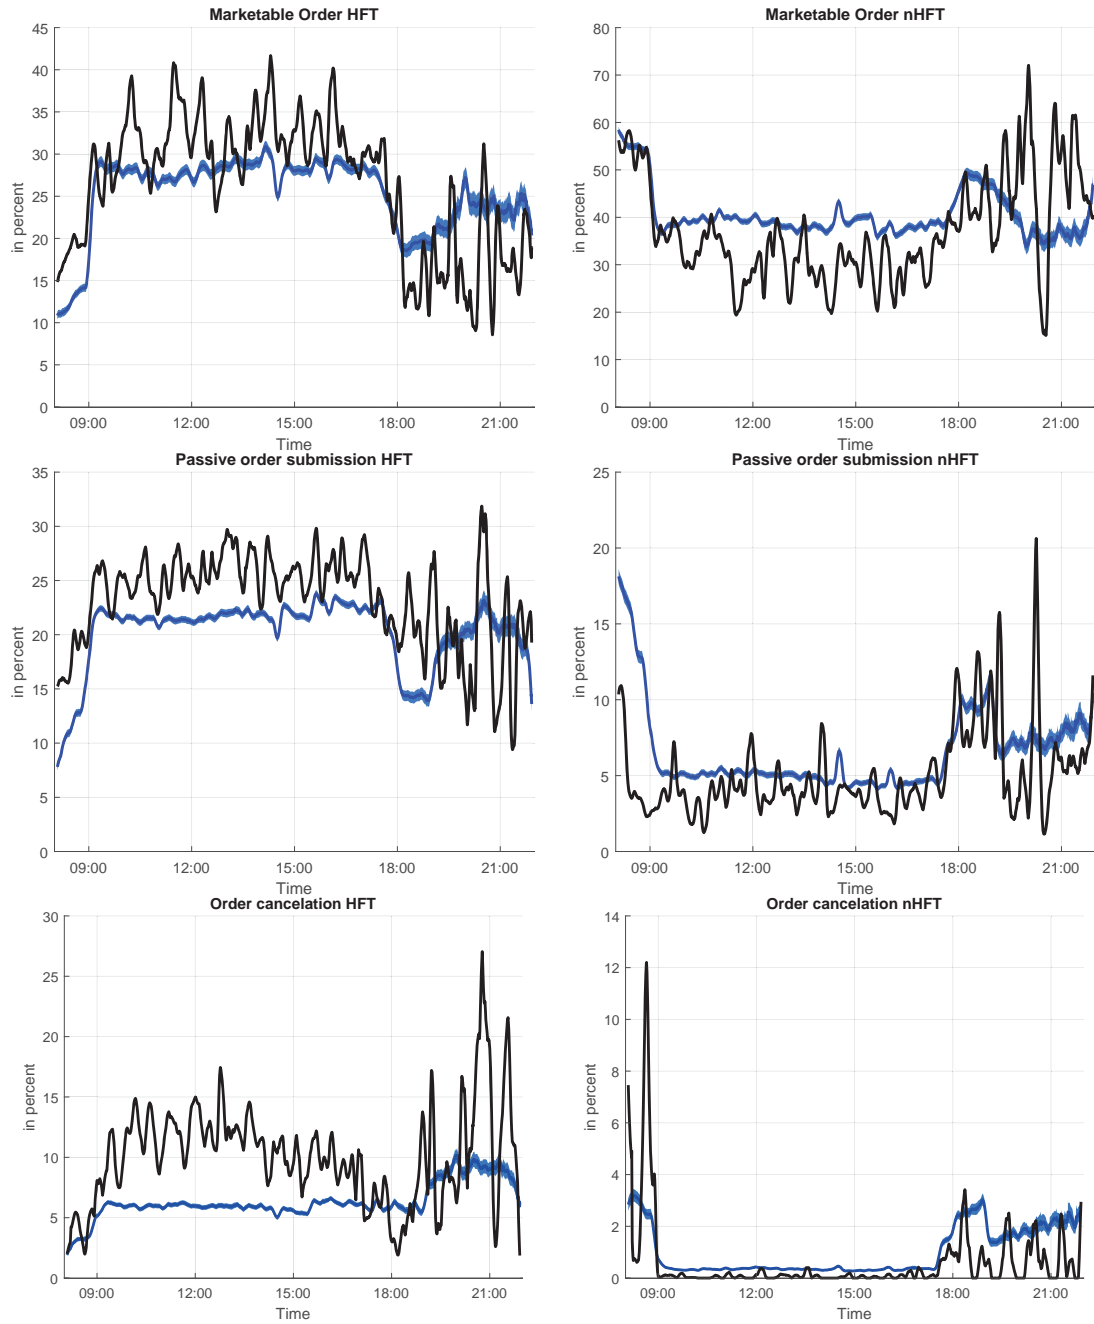 Marketable Order HFT
45
40
35
30
25
20
15
10
5
0
in percent
09:00 12:00 15:00 18:00 21:00
Time
Marketable Order nHFT
80
70
60
50
40
30
20
10
0
in percent
09:00 12:00 15:00 18:00 21:00
Time
Passive order submission HFT
35
30
25
20
15
10
5
0
in percent
09:00 12:00 15:00 18:00 21:00
Time
Passive order submission nHFT
25
20
15
10
5
0
in percent
09:00 12:00 15:00 18:00 21:00
Time
Order cancelation HFT
30
25
20
15
10
5
0
in percent
09:00 12:00 15:00 18:00 21:00
Time
Order cancelation nHFT
14
12
10
8
6
4
2
0
in percent
09:00 12:00 15:00 18:00 21:00
Time